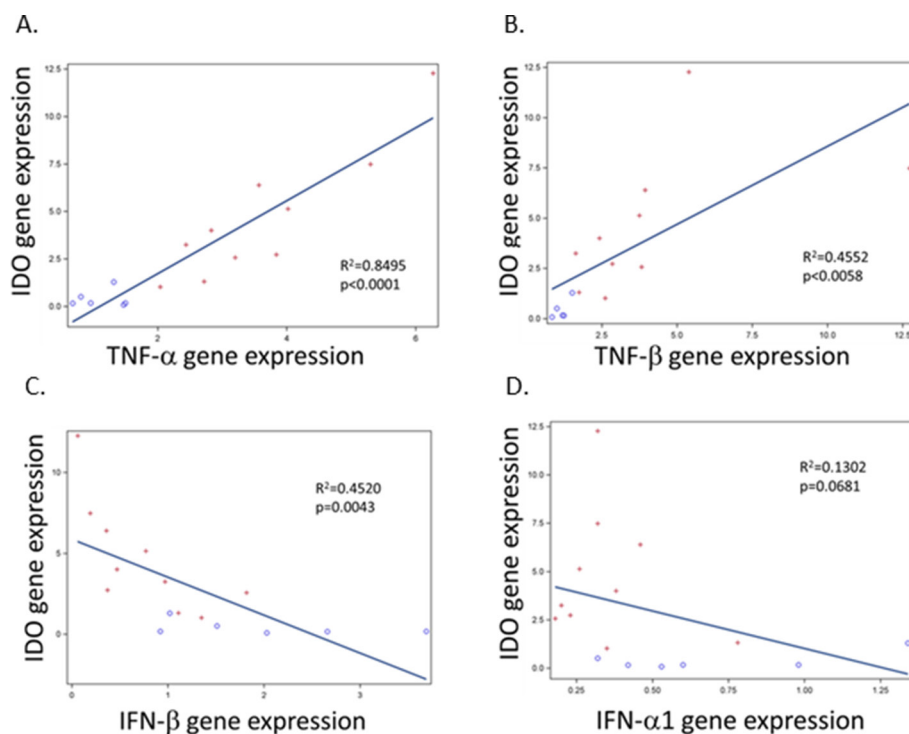 A.
IDO gene expression
12.5
10.0
7.5
5.0
2.5
0.0
R²=0.8495
p<0.0001
2
4
6
TNF-α gene expression
B.
IDO gene expression
12.5
10.0
7.5
5.0
2.5
0.0
R²=0.4552
p<0.0058
2.5
5.0
7.5
10.0
12.5
TNF-β gene expression
C.
IDO gene expression
10
5
0
R²=0.4520
p=0.0043
0
1
2
3
IFN-β gene expression
D.
IDO gene expression
12.5
10.0
7.5
5.0
2.5
0.0
R²=0.1302
p=0.0681
0.25
0.50
0.75
1.00
1.25
IFN-α1 gene expression